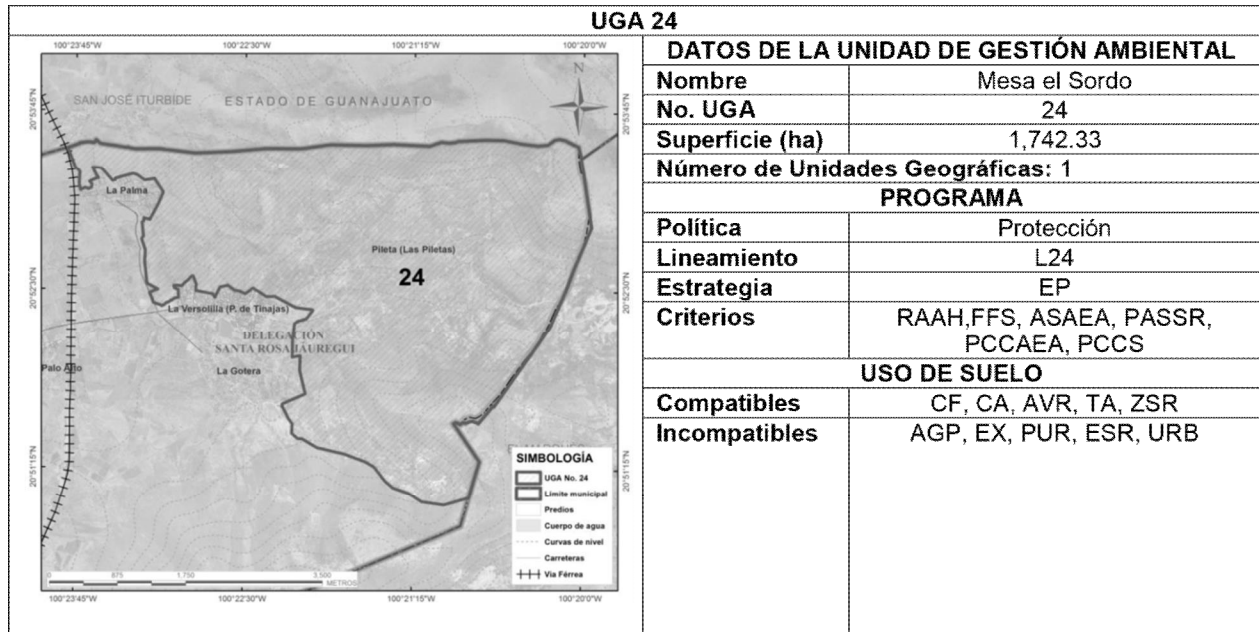 UGA 24
100°23'45"W 100°22'30"W 100°21'15"W 100°20'0"W
20°53'45"N 20°53'45"N
N
SAN JOSÉ ITURBIDE ESTADO DE GUANAJUATO
La Palma
Pileta (Las Piletas)
24
20°52'30"N 20°52'30"N
La Versolilla (P. de Tinajas)
DELEGACIÓN
SANTA ROSA JÁUREGUI
Palo Alto
La Gotera
20°51'15"N 20°51'15"N
SIMBOLOGÍA
UGA No. 24
Límite municipal
Predios
Cuerpo de agua
Curvas de nivel
Carreteras
Vía Férrea
0 875 1,750 3,500
METROS
100°23'45"W 100°22'30"W 100°21'15"W 100°20'0"W
DATOS DE LA UNIDAD DE GESTIÓN AMBIENTAL
Nombre Mesa el Sordo
No. UGA 24
Superficie (ha) 1,742.33
Número de Unidades Geográficas: 1
PROGRAMA
Política Protección
Lineamiento L24
Estrategia EP
Criterios RAAH,FFS, ASAEA, PASSR,
PCCAEA, PCCS
USO DE SUELO
Compatibles CF, CA, AVR, TA, ZSR
Incompatibles AGP, EX, PUR, ESR, URB